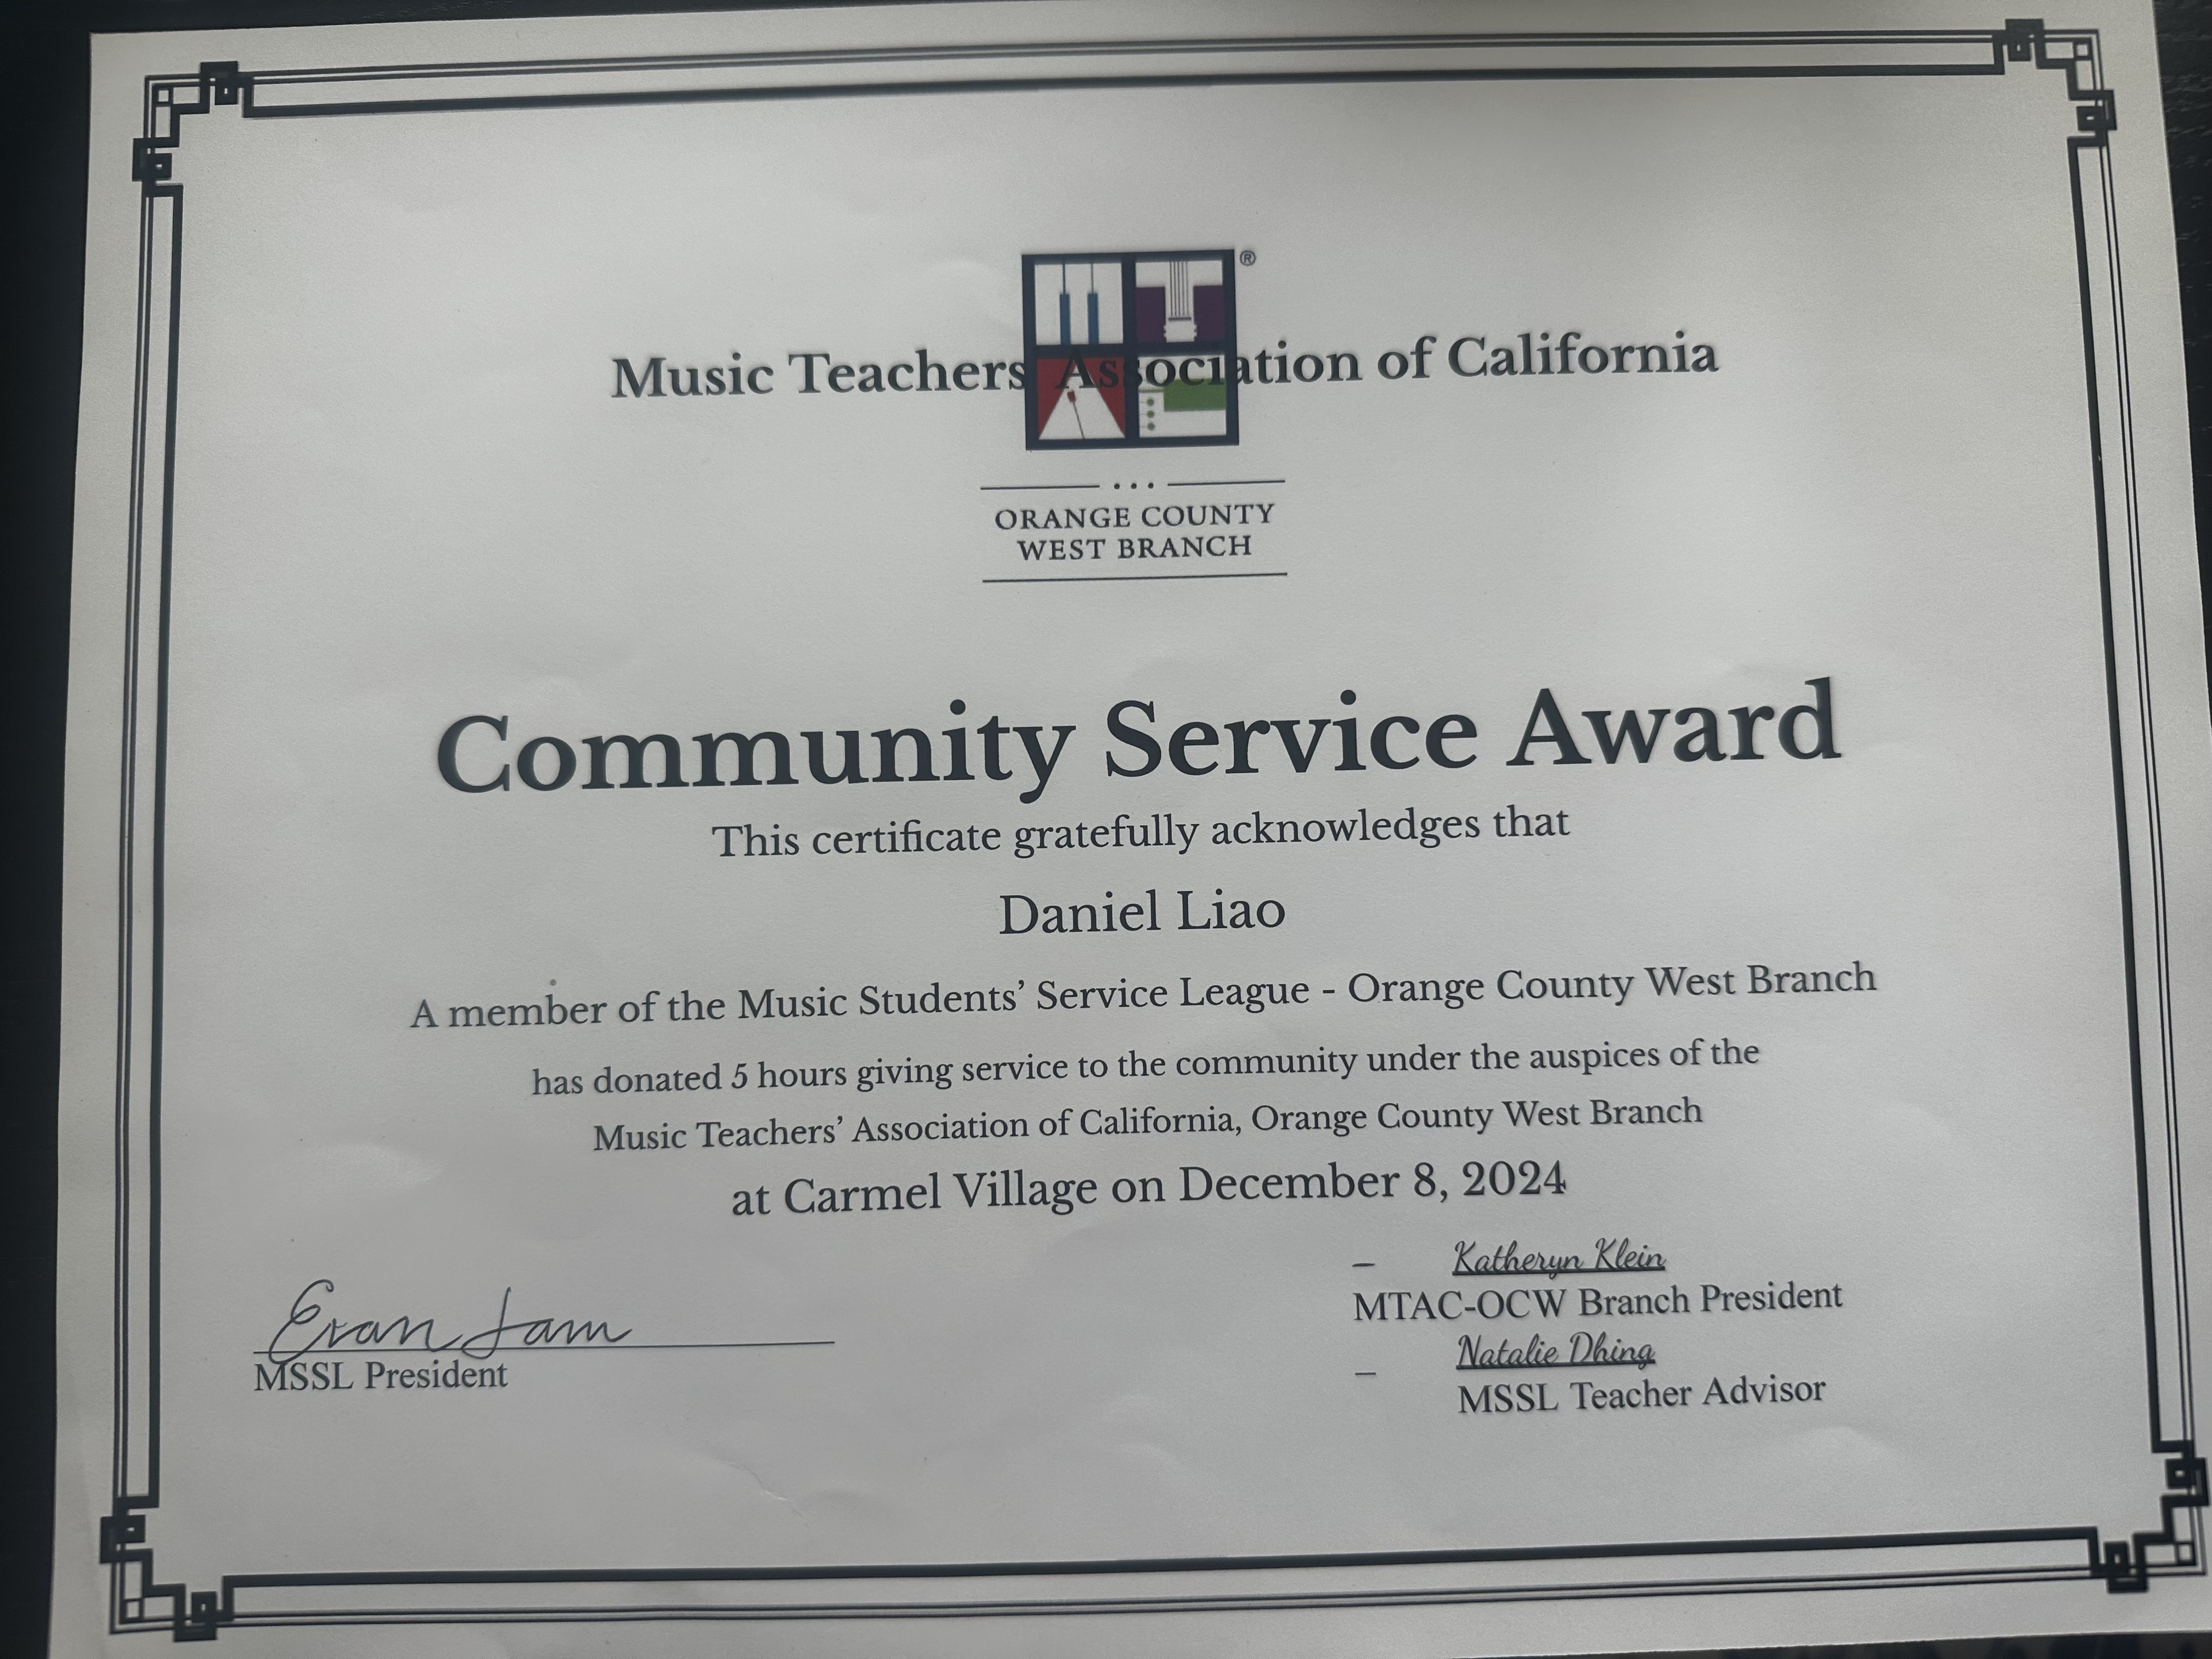 Music Teachers Association of California
®
ORANGE COUNTY
WEST BRANCH
Community Service Award
This certificate gratefully acknowledges that
Daniel Liao
A member of the Music Students' Service League - Orange County West Branch
has donated 5 hours giving service to the community under the auspices of the
Music Teachers' Association of California, Orange County West Branch
at Carmel Village on December 8, 2024
Evan Lam
MSSL President
Katheryn Klein
MTAC-OCW Branch President
Natalie Dhing
MSSL Teacher Advisor